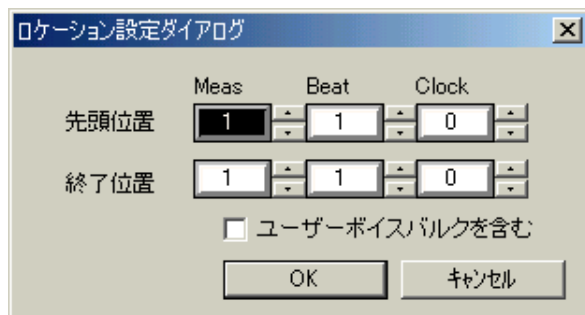 ロケーション設定ダイアログ
Meas Beat Clock
先頭位置 1 1 0
終了位置 1 1 0
ユーザーボイスバルクを含む
OK キャンセル